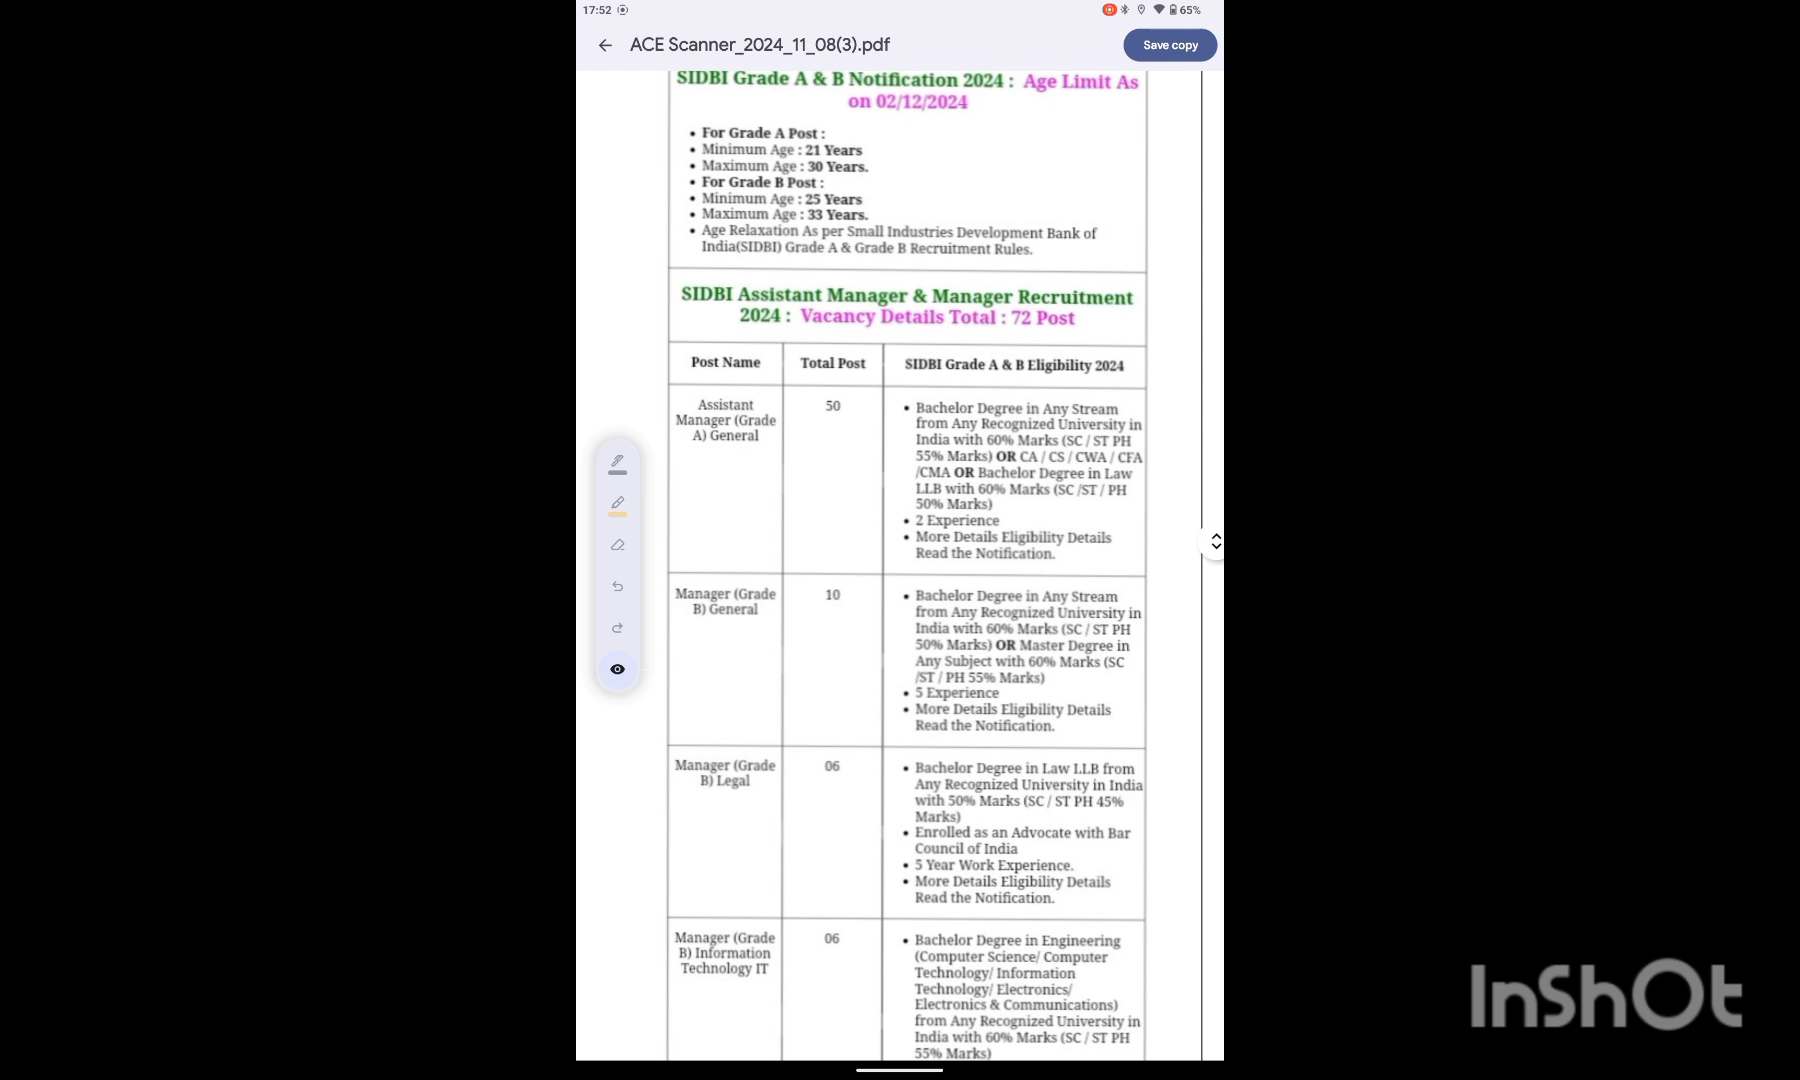 17:52
65%
ACE Scanner_2024_11_08(3).pdf
Save copy
SIDBI Grade A & B Notification 2024 : Age Limit As
on 02/12/2024
• For Grade A Post :
• Minimum Age : 21 Years
• Maximum Age : 30 Years.
• For Grade B Post :
• Minimum Age : 25 Years
• Maximum Age : 33 Years.
• Age Relaxation As per Small Industries Development Bank of
India(SIDBI) Grade A & Grade B Recruitment Rules.
SIDBI Assistant Manager & Manager Recruitment
2024 : Vacancy Details Total : 72 Post
Post Name
Total Post
SIDBI Grade A & B Eligibility 2024
Assistant
Manager (Grade
A) General
50
• Bachelor Degree in Any Stream
from Any Recognized University in
India with 60% Marks (SC / ST PH
55% Marks) OR CA / CS / CWA / CFA
/CMA OR Bachelor Degree in Law
LLB with 60% Marks (SC /ST / PH
50% Marks)
• 2 Experience
• More Details Eligibility Details
Read the Notification.
Manager (Grade
B) General
10
• Bachelor Degree in Any Stream
from Any Recognized University in
India with 60% Marks (SC / ST PH
50% Marks) OR Master Degree in
Any Subject with 60% Marks (SC
/ST / PH 55% Marks)
• 5 Experience
• More Details Eligibility Details
Read the Notification.
Manager (Grade
B) Legal
06
• Bachelor Degree in Law LLB from
Any Recognized University in India
with 50% Marks (SC / ST PH 45%
Marks)
• Enrolled as an Advocate with Bar
Council of India
• 5 Year Work Experience.
• More Details Eligibility Details
Read the Notification.
Manager (Grade
B) Information
Technology IT
06
• Bachelor Degree in Engineering
(Computer Science/ Computer
Technology/ Information
Technology/ Electronics/
Electronics & Communications)
from Any Recognized University in
India with 60% Marks (SC / ST PH
55% Marks)
InShOt